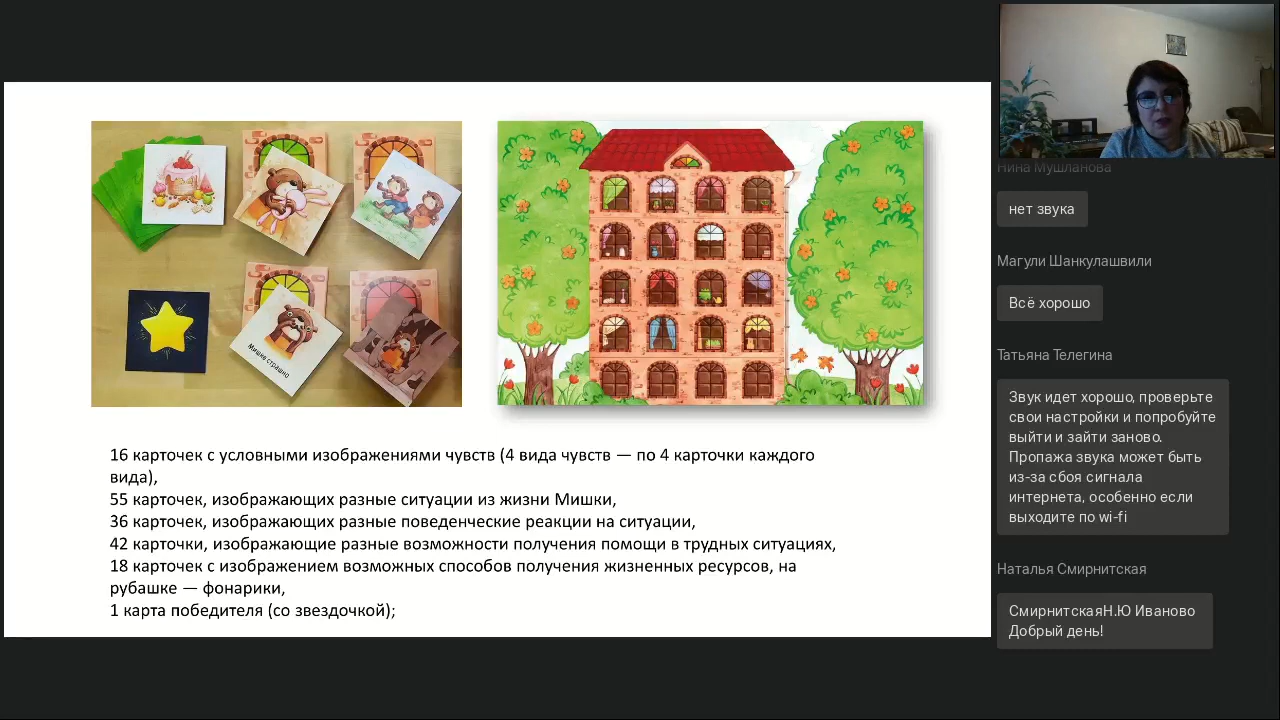 Мишке страшно
16 карточек с условными изображениями чувств (4 вида чувств — по 4 карточки каждого
вида),
55 карточек, изображающих разные ситуации из жизни Мишки,
36 карточек, изображающих разные поведенческие реакции на ситуации,
42 карточки, изображающие разные возможности получения помощи в трудных ситуациях,
18 карточек с изображением возможных способов получения жизненных ресурсов, на
рубашке — фонарики,
1 карта победителя (со звездочкой);
Нина Мушланова
нет звука
Магули Шанкулашвили
Всё хорошо
Татьяна Телегина
Звук идет хорошо, проверьте
свои настройки и попробуйте
выйти и зайти заново.
Пропажа звука может быть
из-за сбоя сигнала
интернета, особенно если
выходите по wi-fi
Наталья Смирнитская
СмирнитскаяН.Ю Иваново
Добрый день!